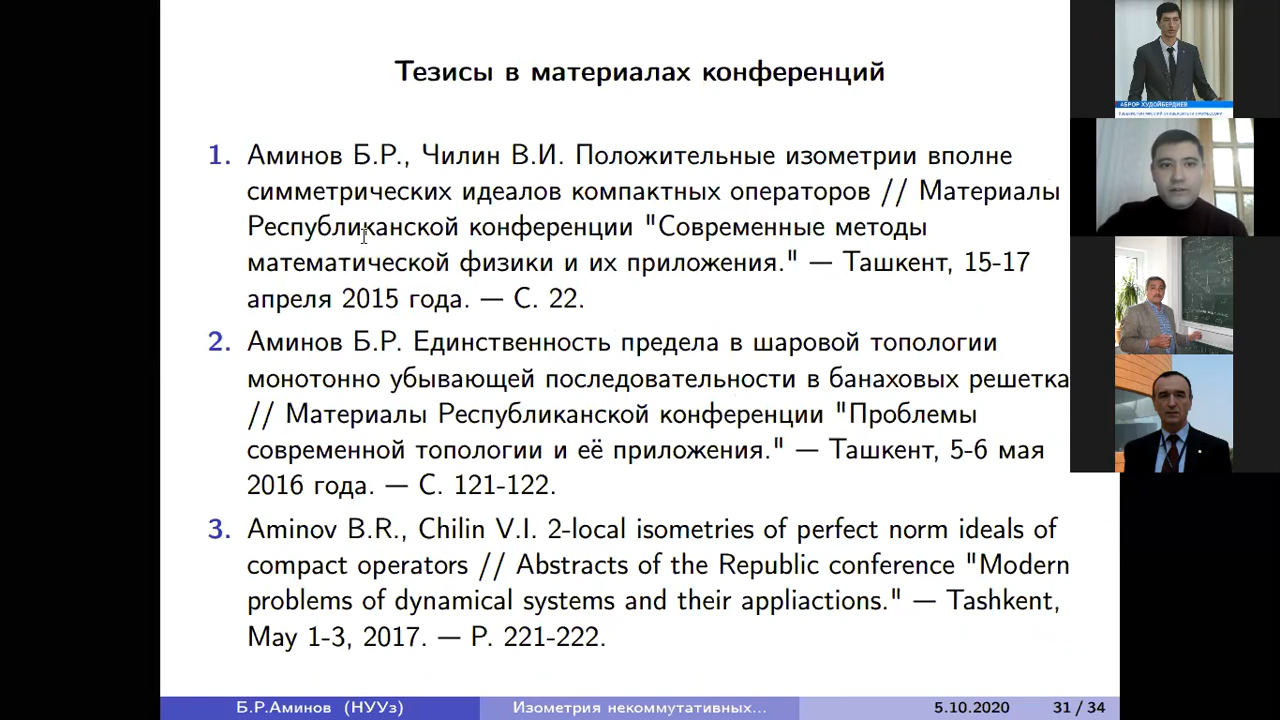 Тезисы в материалах конференций
1. Аминов Б.Р., Чилин В.И. Положительные изометрии вполне
симметрических идеалов компактных операторов // Материалы
Республиканской конференции "Современные методы
математической физики и их приложения." — Ташкент, 15-17
апреля 2015 года. — С. 22.
2. Аминов Б.Р. Единственность предела в шаровой топологии
монотонно убывающей последовательности в банаховых решетка
// Материалы Республиканской конференции "Проблемы
современной топологии и её приложения." — Ташкент, 5-6 мая
2016 года. — С. 121-122.
3. Aminov B.R., Chilin V.I. 2-local isometries of perfect norm ideals of
compact operators // Abstracts of the Republic conference "Modern
problems of dynamical systems and their appliactions." — Tashkent,
May 1-3, 2017. — P. 221-222.
Б.Р.Аминов (НУУз)
Изометрия некоммутативных...
5.10.2020
31 / 34
АБРОР ХУДОЙБЕРДИЕВ